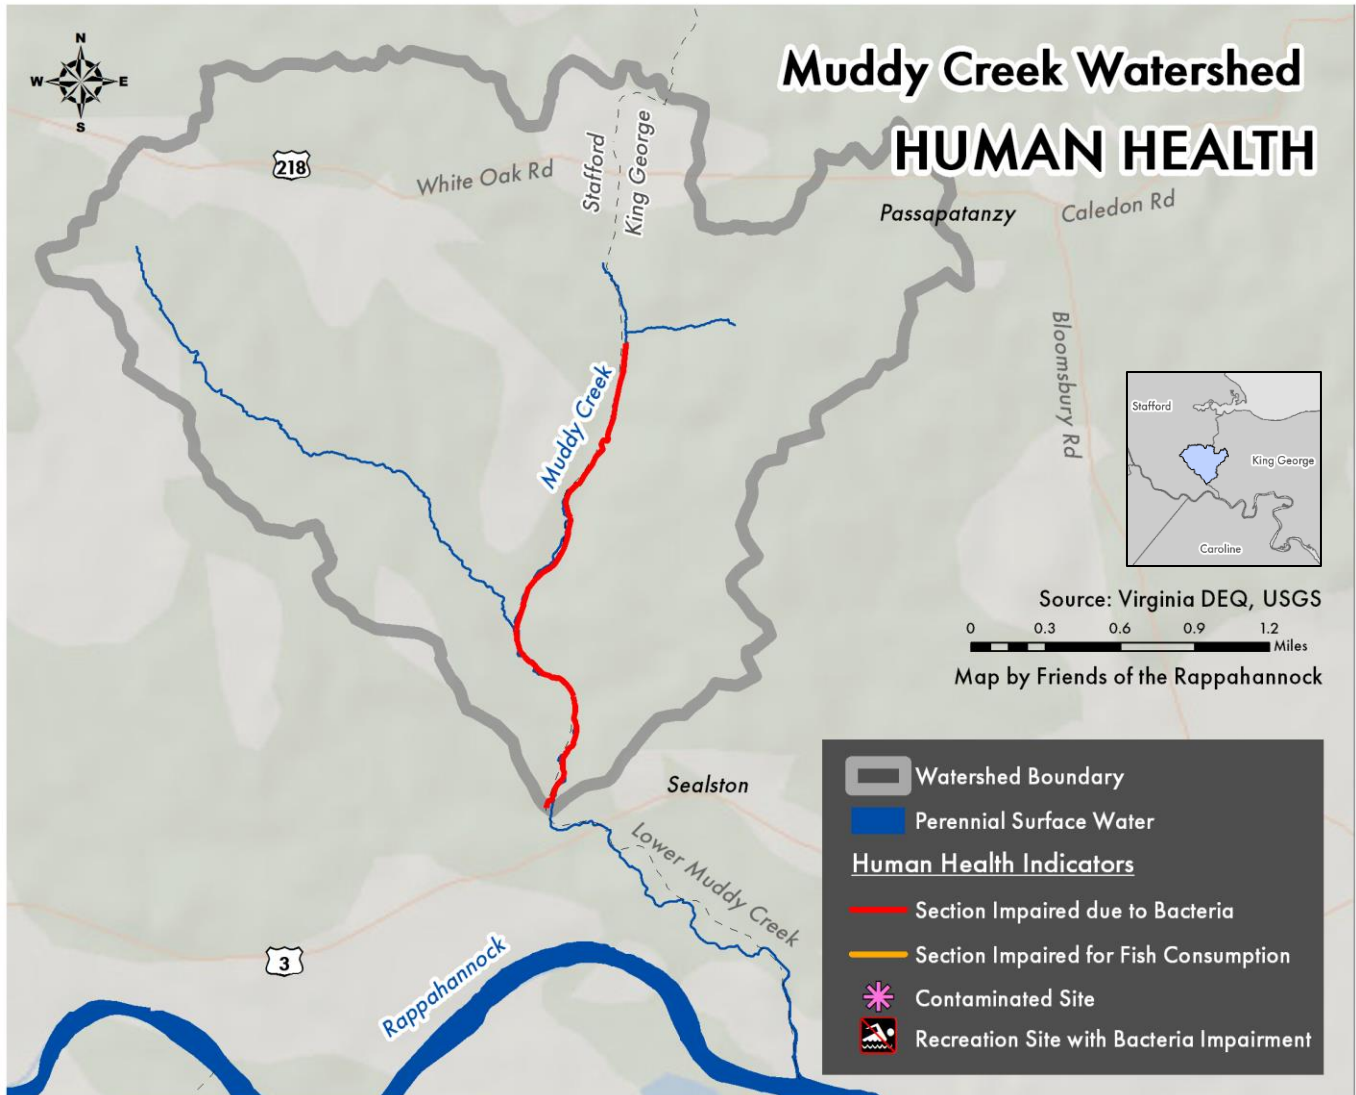 N
W
E
S
Muddy Creek Watershed
HUMAN HEALTH
218
White Oak Rd
Stafford
King George
Passapatanzy
Caledon Rd
Bloomsbury Rd
Muddy Creek
Stafford
King George
Caroline
Source: Virginia DEQ, USGS
0 0.3 0.6 0.9 1.2
Miles
Map by Friends of the Rappahannock
Sealston
Lower Muddy Creek
3
Rappahannock
Watershed Boundary
Perennial Surface Water
Human Health Indicators
Section Impaired due to Bacteria
Section Impaired for Fish Consumption
Contaminated Site
Recreation Site with Bacteria Impairment